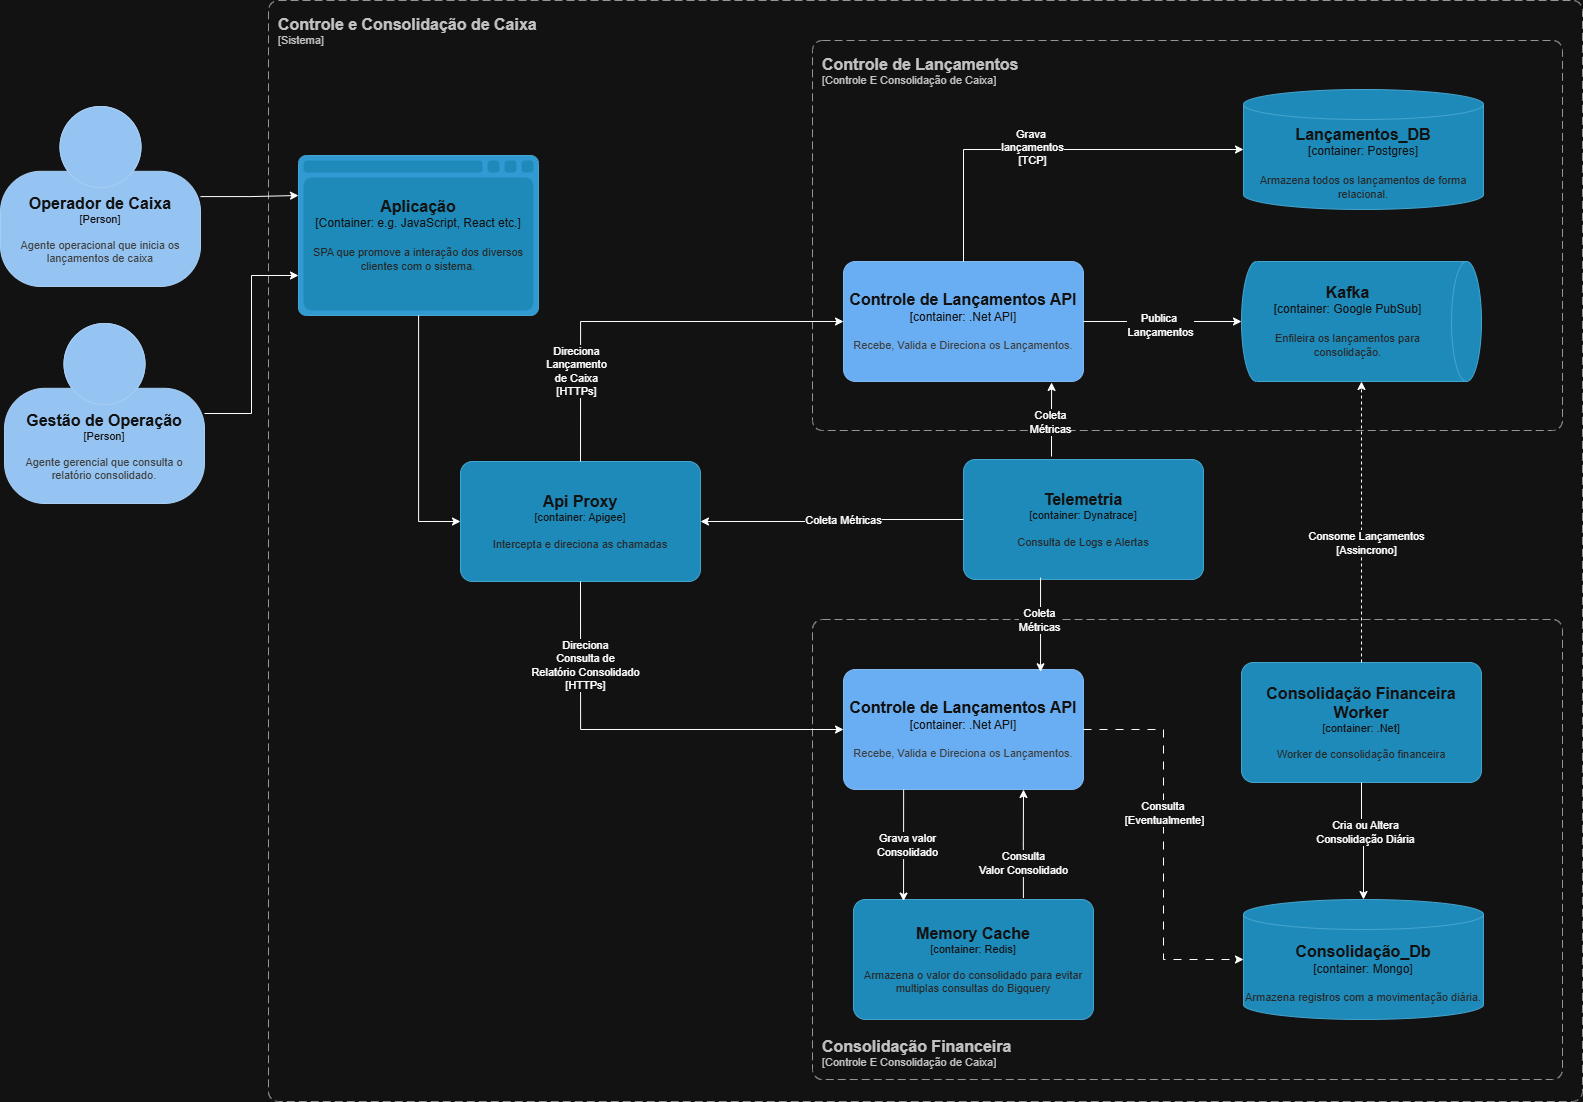 Controle e Consolidação de Caixa
[Sistema]
Operador de Caixa
[Person]
Agente operacional que inicia os
lançamentos de caixa
Gestão de Operação
[Person]
Agente gerencial que consulta o
relatório consolidado.
Aplicação
[Container: e.g. JavaScript, React etc.]
SPA que promove a interação dos diversos
clientes com o sistema.
Direciona
Lançamento
de Caixa
[HTTPs]
Api Proxy
[container: Apigee]
Intercepta e direciona as chamadas
Direciona
Consulta de
Relatório Consolidado
[HTTPs]
Controle de Lançamentos
[Controle E Consolidação de Caixa]
Grava
lançamentos
[TCP]
Lançamentos_DB
[container: Postgres]
Armazena todos os lançamentos de forma
relacional.
Controle de Lançamentos API
[container: .Net API]
Recebe, Valida e Direciona os Lançamentos.
Publica
Lançamentos
Kafka
[container: Google PubSub]
Enfileira os lançamentos para
consolidação.
Coleta
Métricas
Coleta Métricas
Telemetria
[container: Dynatrace]
Consulta de Logs e Alertas
Consome Lançamentos
[Assincrono]
Coleta
Métricas
Controle de Lançamentos API
[container: .Net API]
Recebe, Valida e Direciona os Lançamentos.
Consolidação Financeira
Worker
[container: .Net]
Worker de consolidação financeira
Consulta
[Eventualmente]
Grava valor
Consolidado
Consulta
Valor Consolidado
Cria ou Altera
Consolidação Diária
Memory Cache
[container: Redis]
Armazena o valor do consolidado para evitar
multiplas consultas do Bigquery
Consolidação_Db
[container: Mongo]
Armazena registros com a movimentação diária.
Consolidação Financeira
[Controle E Consolidação de Caixa]